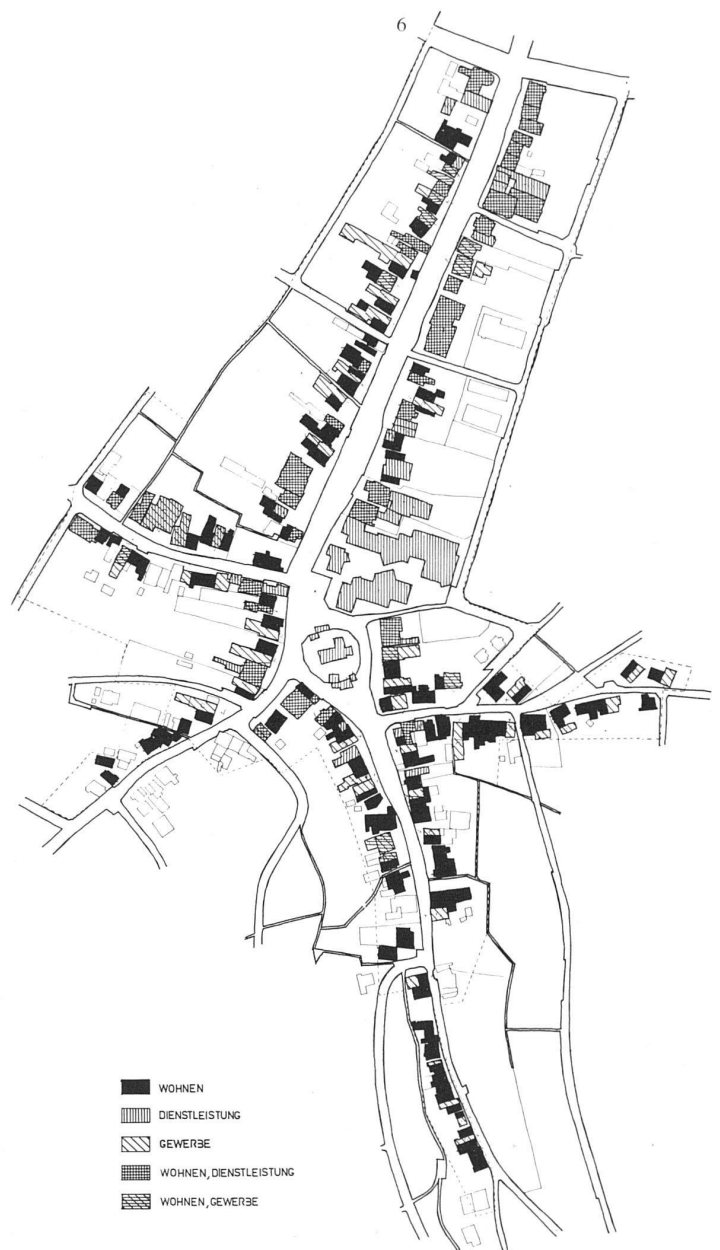 6
WOHNEN
DIENSTLEISTUNG
GEWERBE
WOHNEN, DIENSTLEISTUNG
WOHNEN, GEWERBE